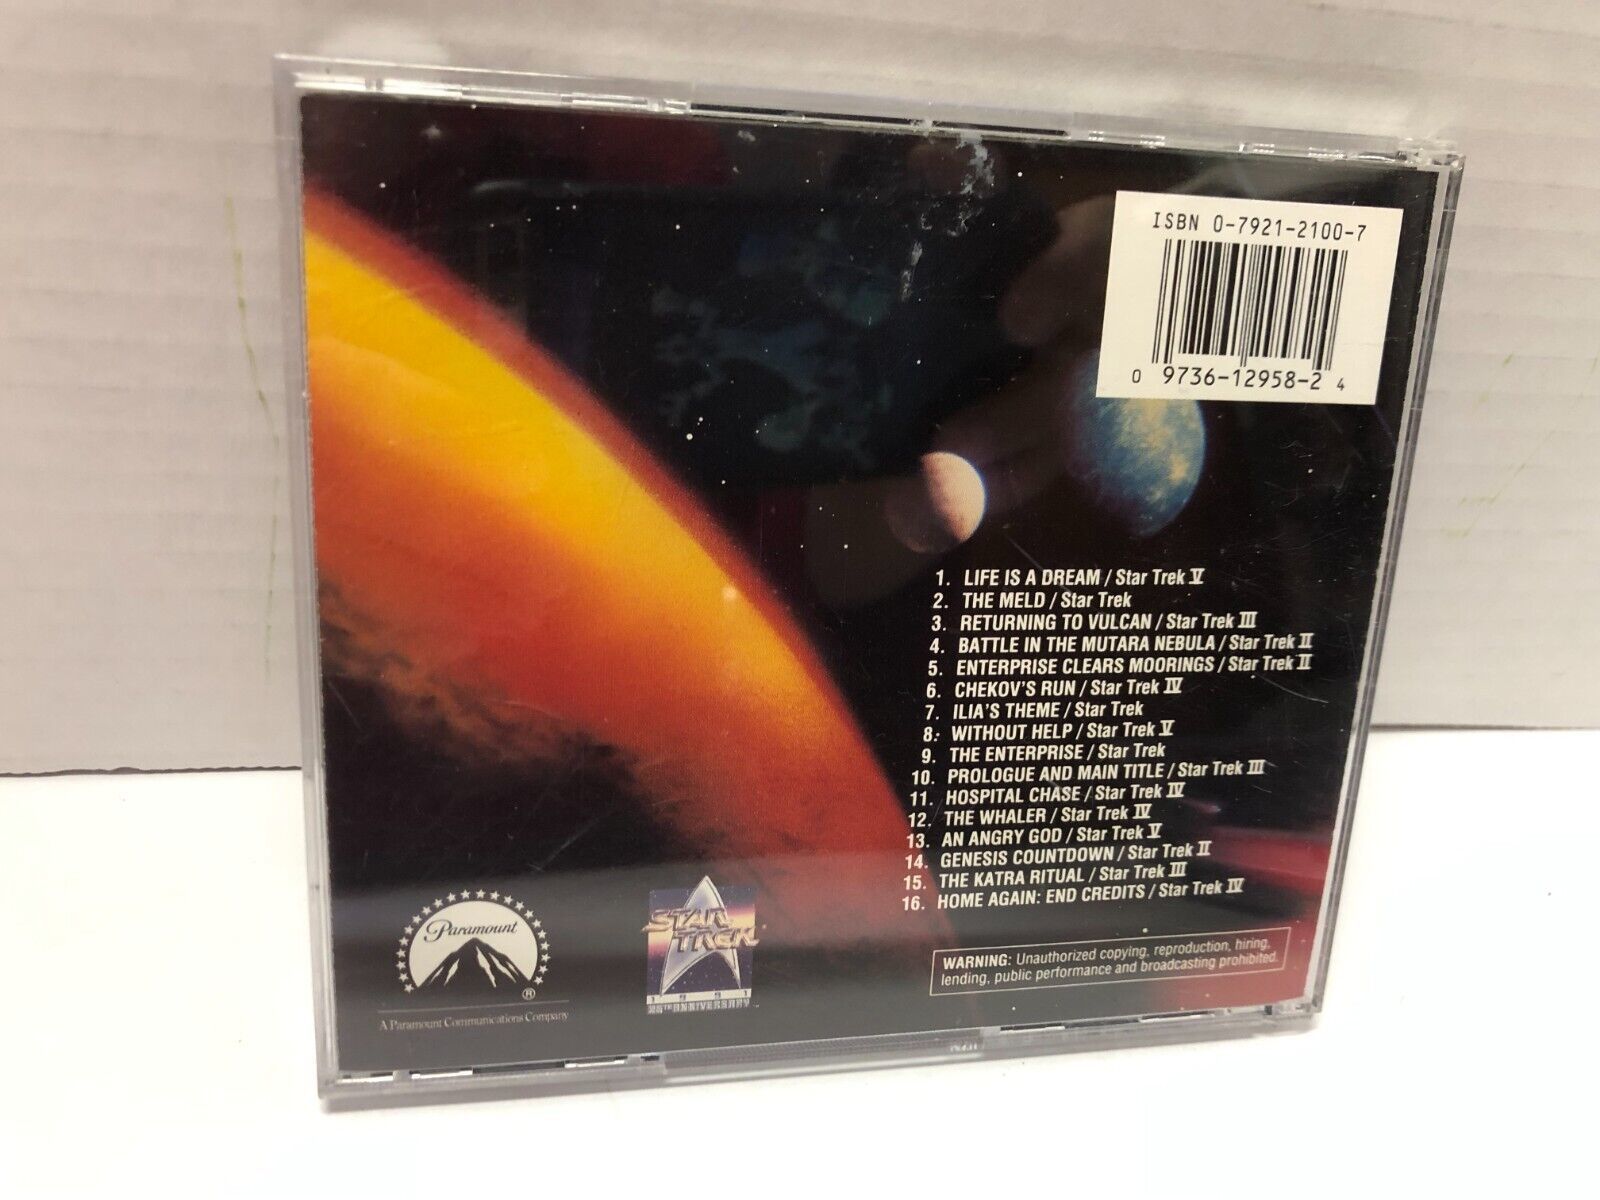 ISBN 0-7921-2100-7
0 9736-12958-2 4
1. LIFE IS A DREAM / Star Trek V
2. THE MELD / Star Trek
3. RETURNING TO VULCAN / Star Trek III
4. BATTLE IN THE MUTARA NEBULA / Star Trek II
5. ENTERPRISE CLEARS MOORINGS / Star Trek II
6. CHEKOV'S RUN / Star Trek IV
7. ILIA'S THEME / Star Trek
8. WITHOUT HELP / Star Trek V
9. THE ENTERPRISE / Star Trek
10. PROLOGUE AND MAIN TITLE / Star Trek III
11. HOSPITAL CHASE / Star Trek IV
12. THE WHALER / Star Trek IV
13. AN ANGRY GOD / Star Trek V
14. GENESIS COUNTDOWN / Star Trek II
15. THE KATRA RITUAL / Star Trek III
16. HOME AGAIN: END CREDITS / Star Trek IV
WARNING: Unauthorized copying, reproduction, hiring,
lending, public performance and broadcasting prohibited.
Paramount
®
A Paramount Communications Company
STAR
TREK
1991
25TH ANNIVERSARY ™